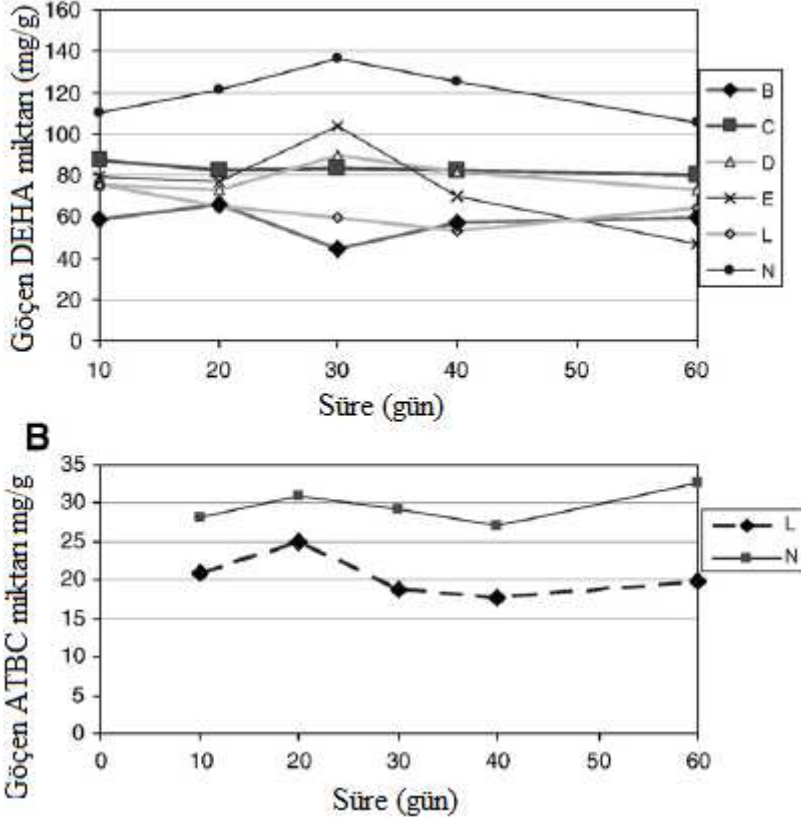 Göçen DEHA miktarı (mg/g)
160
140
120
100
80
60
40
20
0
10 20 30 40 50 60
Süre (gün)
B
C
D
E
L
N
B
Göçen ATBC miktarı mg/g
35
30
25
20
15
10
5
0
0 10 20 30 40 50 60
Süre (gün)
L
N